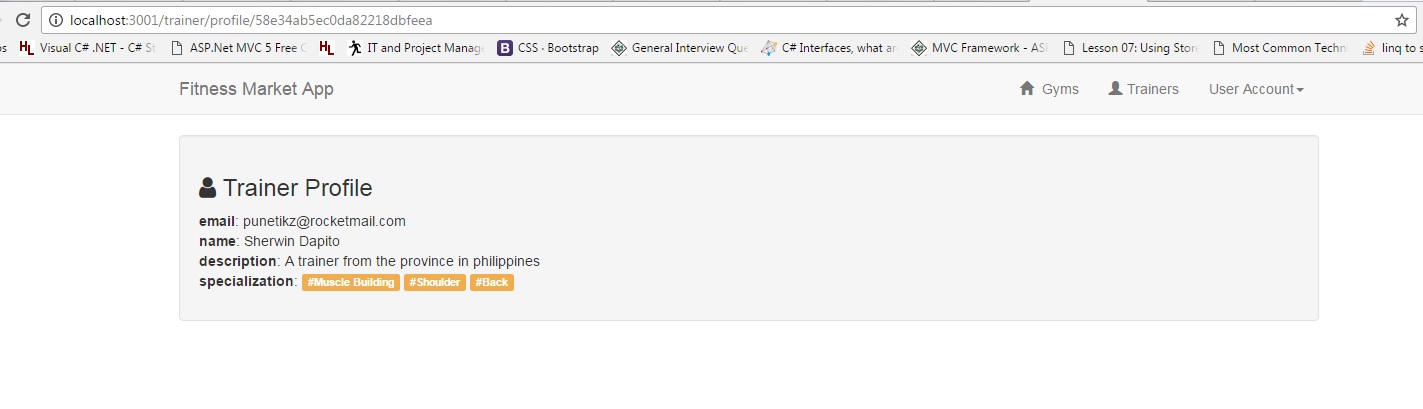 localhost:3001/trainer/profile/58e34ab5ec0da82218dbfeea
Visual C# .NET - C# St ASP.Net MVC 5 Free IT and Project Manage CSS · Bootstrap General Interview Que C# Interfaces, what ar MVC Framework - AS Lesson 07: Using Stor Most Common Techn linq to s
Fitness Market App Gyms Trainers User Account
Trainer Profile
email: punetikz@rocketmail.com
name: Sherwin Dapito
description: A trainer from the province in philippines
specialization: #Muscle Building #Shoulder #Back